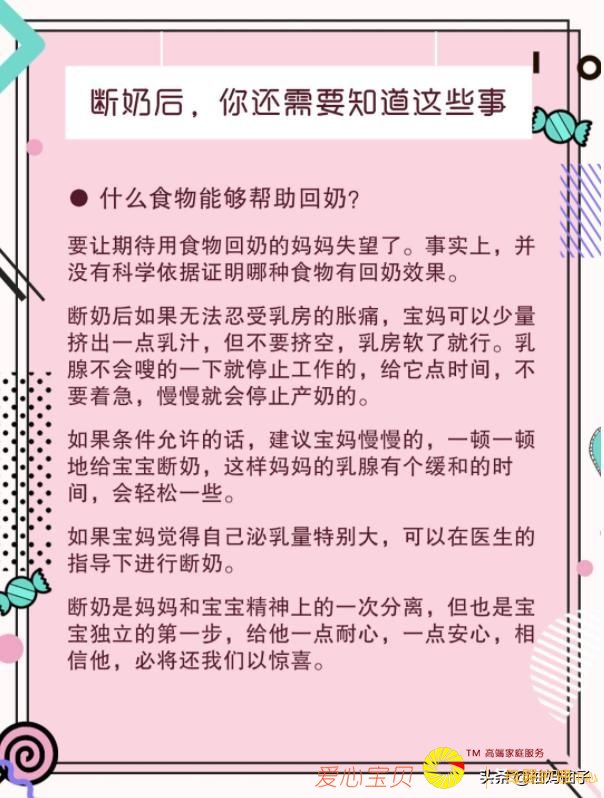 断奶后，你还需要知道这些事
● 什么食物能够帮助回奶？
要让期待用食物回奶的妈妈失望了。事实上，并
没有科学依据证明哪种食物有回奶效果。
断奶后如果无法忍受乳房的胀痛，宝妈可以少量
挤出一点乳汁，但不要挤空，乳房软了就行。乳
腺不会嗖的一下就停止工作的，给它点时间，不
要着急，慢慢就会停止产奶的。
如果条件允许的话，建议宝妈慢慢的，一顿一顿
地给宝宝断奶，这样妈妈的乳腺有个缓和的时
间，会轻松一些。
如果宝妈觉得自己泌乳量特别大，可以在医生的
指导下进行断奶。
断奶是妈妈和宝宝精神上的一次分离，但也是宝
宝独立的第一步，给他一点耐心，一点安心，相
信他，必将还我们以惊喜。
TM 高端家庭服务
爱心宝贝
头条@柚妈柚子